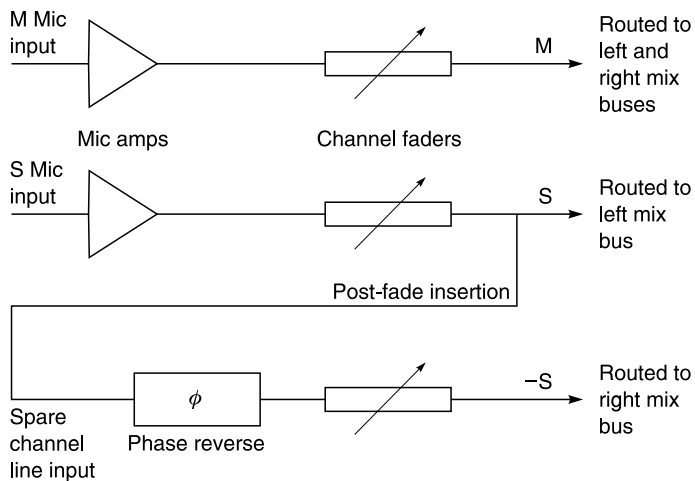 M Mic
input
M
Routed to
left and
right mix
buses
Mic amps
Channel faders
S Mic
input
S
Routed to
left mix
bus
Post-fade insertion
Spare
channel
line input
ϕ
Phase reverse
–S
Routed to
right mix
bus